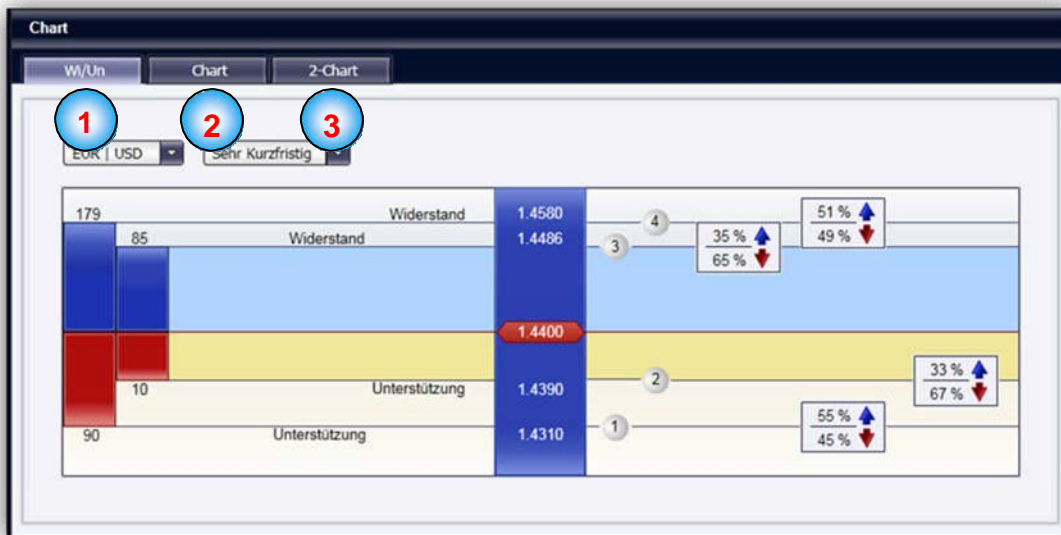 Chart
Wi/Un Chart 2-Chart
1 2 3
EUR | USD Sehr Kurzfristig
179 Widerstand 1.4580 4 51 %
85 Widerstand 1.4486 3 35 % 49 %
65 %
1.4400
10 Unterstützung 1.4390 2 33 %
67 %
90 Unterstützung 1.4310 1 55 %
45 %